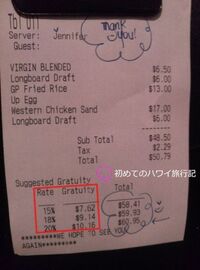 Tbl 011
Server: Jennifer
Guest:
Thank you!
VIRGIN BLENDED $6.50
Longboard Draft $6.00
GP Fried Rice $13.00
Up Egg
Western Chicken Sand $17.00
Longboard Draft $6.00
Sub Total $48.50
Tax $2.29
Total $50.79
初めてのハワイ旅行記
Suggested Gratuity
Rate Gratuity Total
15% $7.62 $58.41
18% $9.14 $59.93
20% $10.16 $60.95
***WE HOPE TO SEE YOU
AGAIN*********